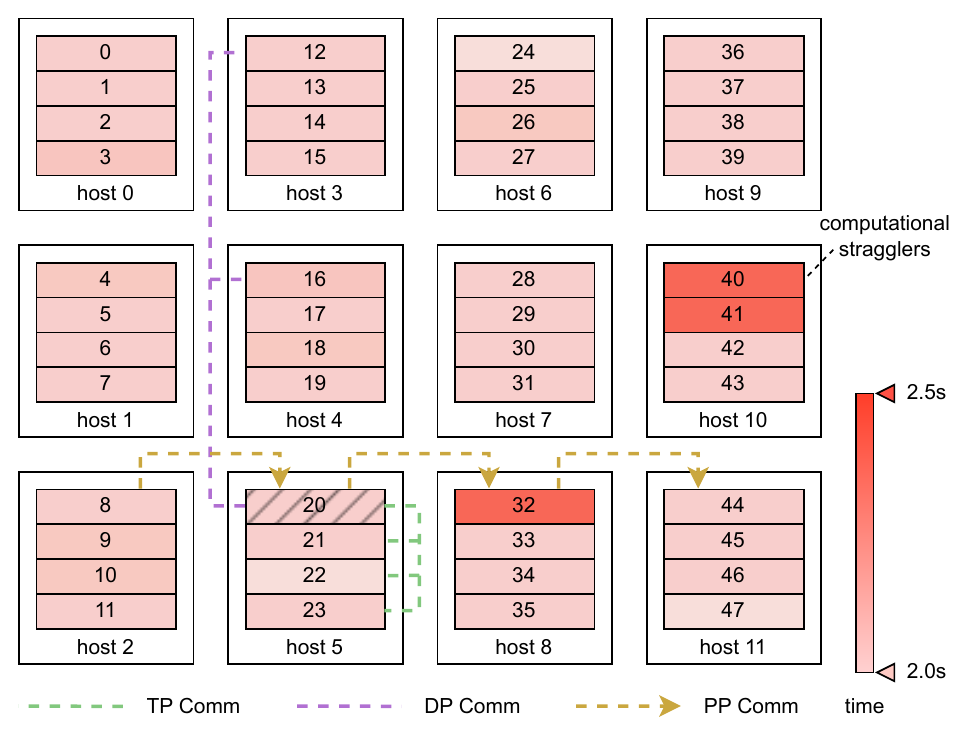 0
1
2
3
host 0
12
13
14
15
host 3
24
25
26
27
host 6
36
37
38
39
host 9
computational
stragglers
4
5
6
7
host 1
16
17
18
19
host 4
28
29
30
31
host 7
40
41
42
43
host 10
2.5s
8
9
10
11
host 2
20
21
22
23
host 5
32
33
34
35
host 8
44
45
46
47
host 11
2.0s
TP Comm
DP Comm
PP Comm
time